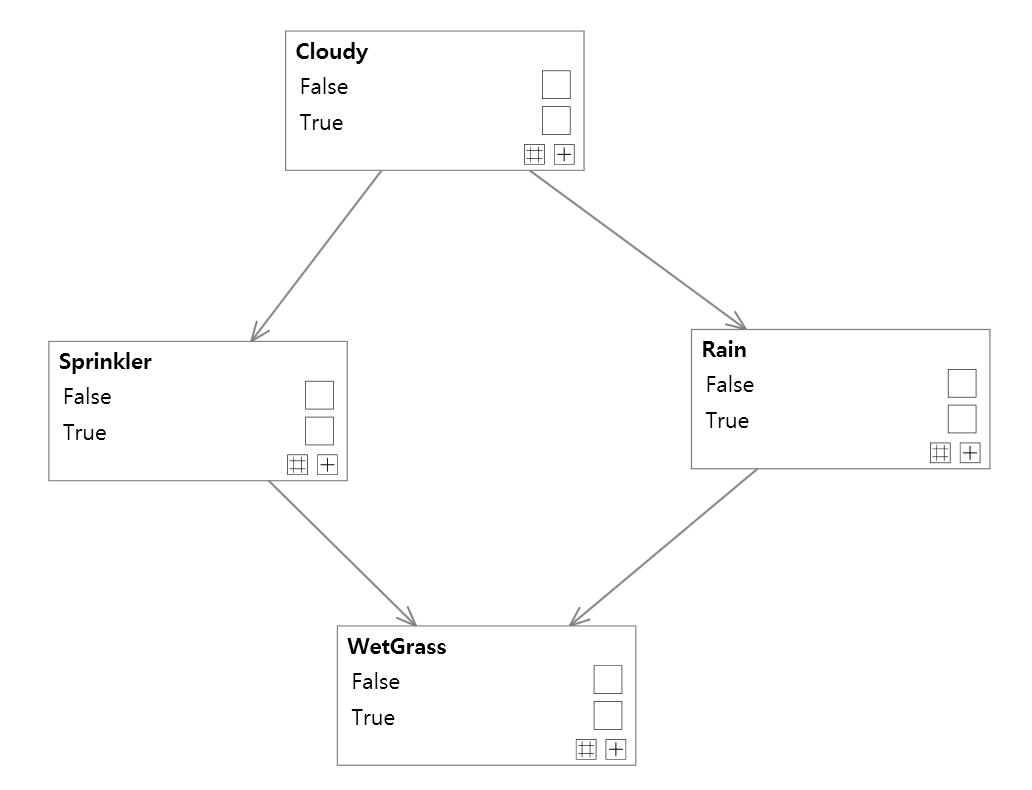 Cloudy
False
True
Sprinkler
False
True
Rain
False
True
WetGrass
False
True